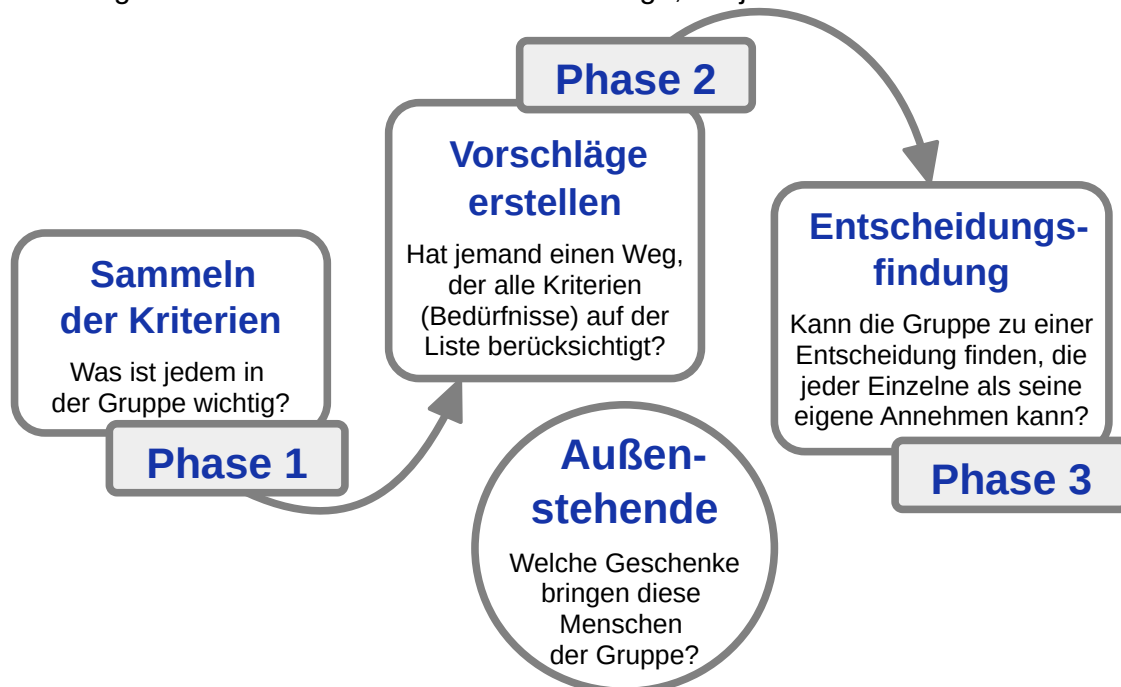 Sammeln
der Kriterien
Was ist jedem in
der Gruppe wichtig?
Phase 1
Phase 2
Vorschläge
erstellen
Hat jemand einen Weg,
der alle Kriterien
(Bedürfnisse) auf der
Liste berücksichtigt?
Entscheidungs-
findung
Kann die Gruppe zu einer
Entscheidung finden, die
jeder Einzelne als seine
eigene Annehmen kann?
Phase 3
Außen-
stehende
Welche Geschenke
bringen diese
Menschen
der Gruppe?